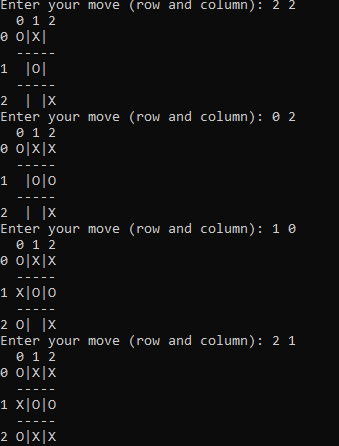 Enter your move (row and column): 2 2
  0 1 2
0 O|X|
  -----
1  |O|
  -----
2  | |X
Enter your move (row and column): 0 2
  0 1 2
0 O|X|X
  -----
1  |O|O
  -----
2  | |X
Enter your move (row and column): 1 0
  0 1 2
0 O|X|X
  -----
1 X|O|O
  -----
2 O| |X
Enter your move (row and column): 2 1
  0 1 2
0 O|X|X
  -----
1 X|O|O
  -----
2 O|X|X